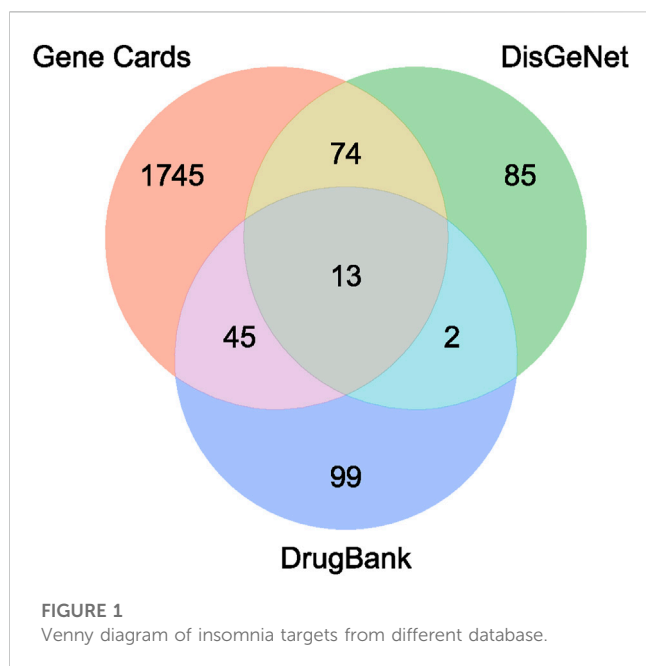 Gene Cards
DisGeNet
74
1745
85
13
45
2
99
DrugBank
FIGURE 1
Venny diagram of insomnia targets from different database.